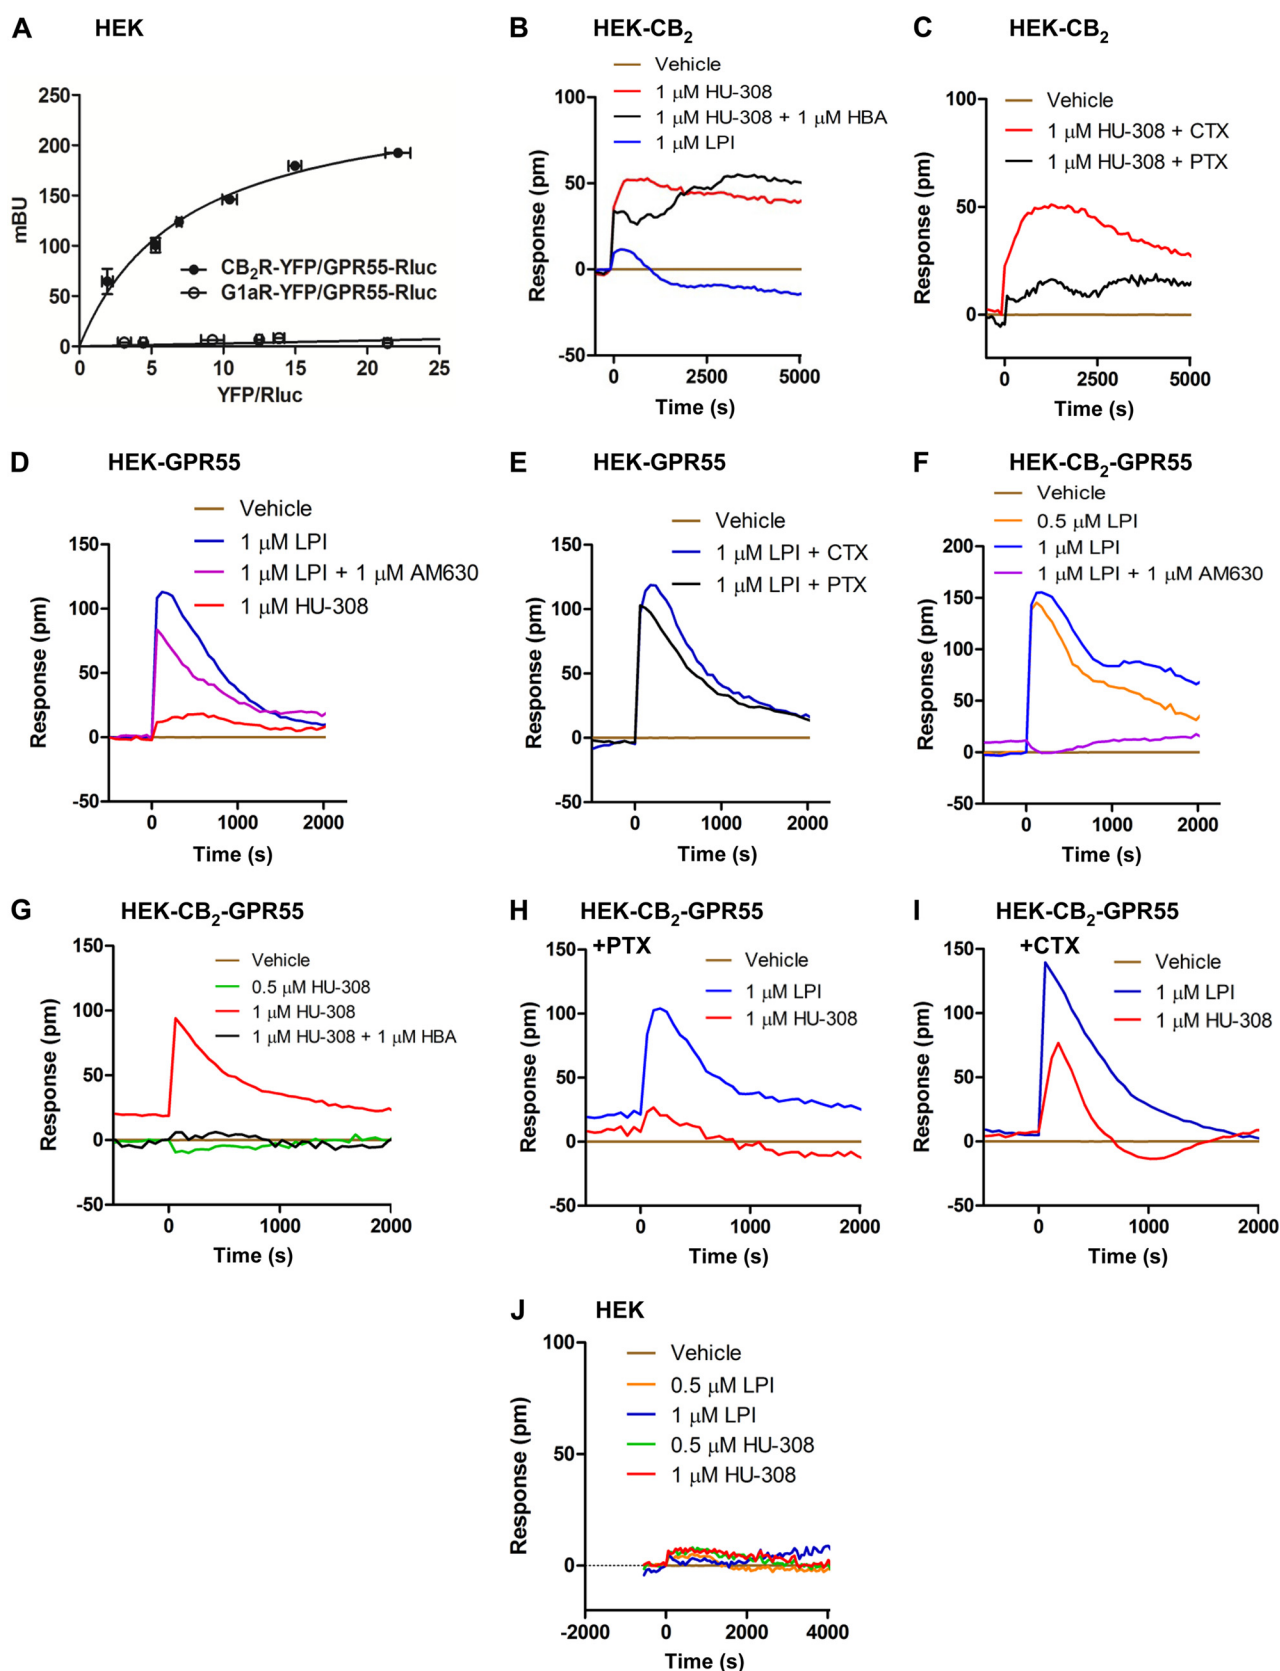 A HEK
250
200
150
100
50
0
mBU
CB2R-YFP/GPR55-Rluc
G1aR-YFP/GPR55-Rluc
0 5 10 15 20 25
YFP/Rluc
B HEK-CB2
Vehicle
1 μM HU-308
1 μM HU-308 + 1 μM HBA
1 μM LPI
100
50
0
-50
Response (pm)
0 2500 5000
Time (s)
C HEK-CB2
Vehicle
1 μM HU-308 + CTX
1 μM HU-308 + PTX
100
50
0
Response (pm)
0 2500 5000
Time (s)
D HEK-GPR55
Vehicle
1 μM LPI
1 μM LPI + 1 μM AM630
1 μM HU-308
150
100
50
0
-50
Response (pm)
0 1000 2000
Time (s)
E HEK-GPR55
Vehicle
1 μM LPI + CTX
1 μM LPI + PTX
150
100
50
0
-50
Response (pm)
0 1000 2000
Time (s)
F HEK-CB2-GPR55
Vehicle
0.5 μM LPI
1 μM LPI
1 μM LPI + 1 μM AM630
200
150
100
50
0
-50
Response (pm)
0 1000 2000
Time (s)
G HEK-CB2-GPR55
Vehicle
0.5 μM HU-308
1 μM HU-308
1 μM HU-308 + 1 μM HBA
150
100
50
0
-50
Response (pm)
0 1000 2000
Time (s)
H HEK-CB2-GPR55
+PTX
Vehicle
1 μM LPI
1 μM HU-308
150
100
50
0
-50
Response (pm)
0 1000 2000
Time (s)
I HEK-CB2-GPR55
+CTX
Vehicle
1 μM LPI
1 μM HU-308
150
100
50
0
-50
Response (pm)
0 1000 2000
Time (s)
J HEK
Vehicle
0.5 μM LPI
1 μM LPI
0.5 μM HU-308
1 μM HU-308
100
50
0
Response (pm)
-2000 0 2000 4000
Time (s)